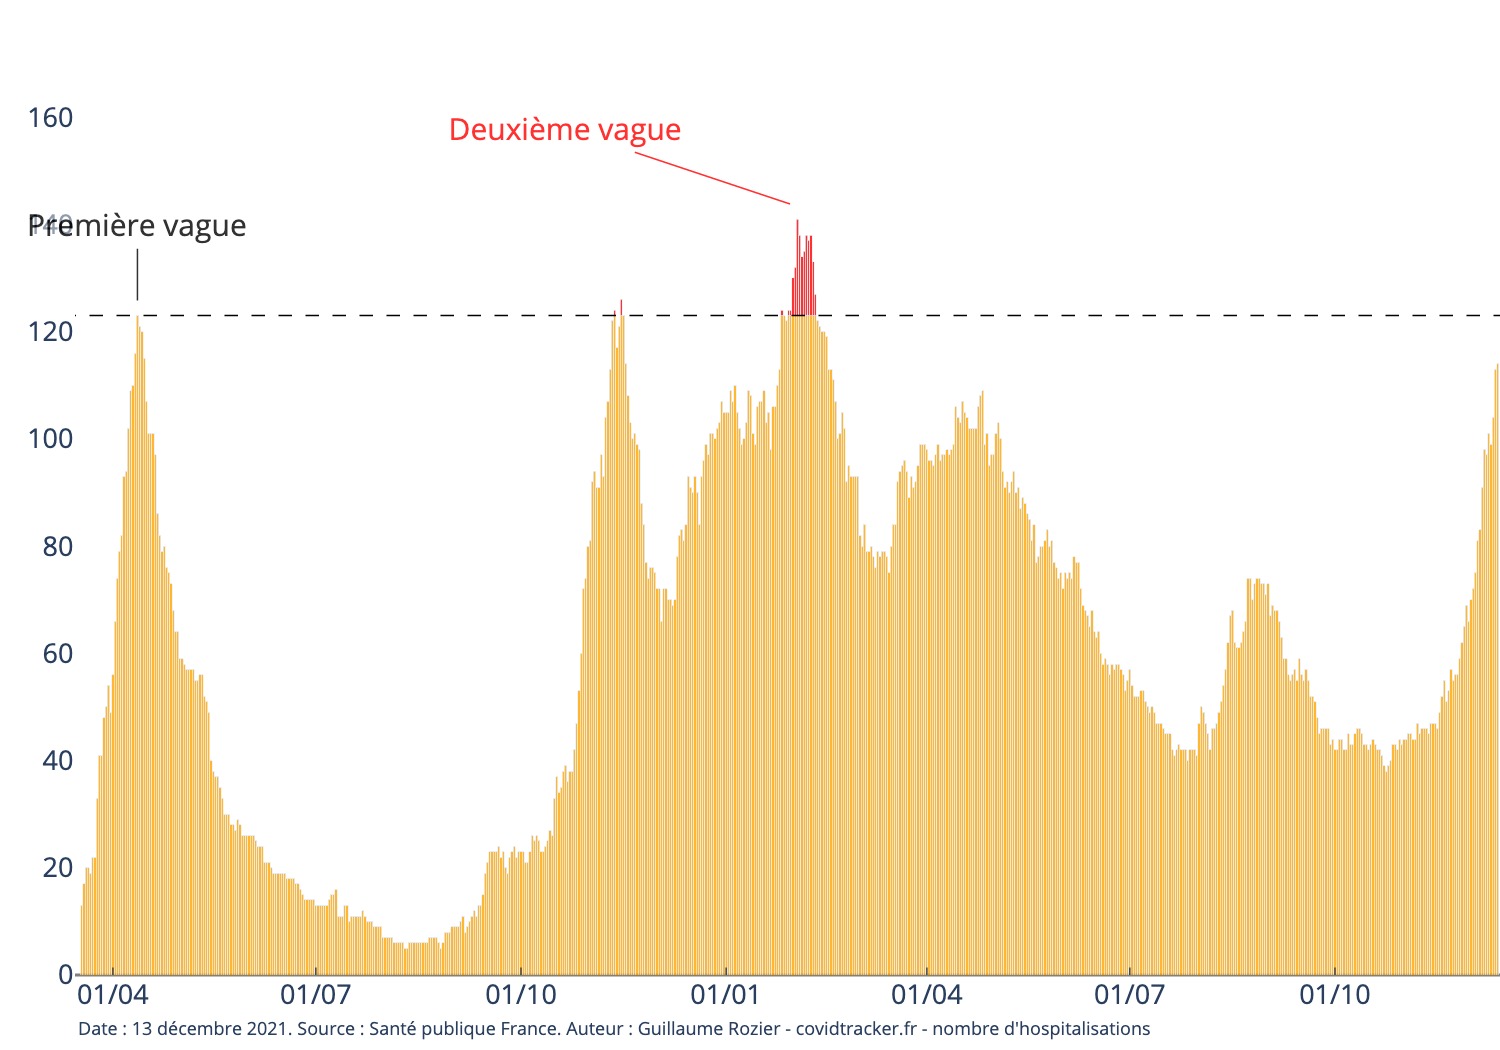 160
Deuxième vague
140
Première vague
120
100
80
60
40
20
0
01/04 01/07 01/10 01/01 01/04 01/07 01/10
Date : 13 décembre 2021. Source : Santé publique France. Auteur : Guillaume Rozier - covidtracker.fr - nombre d'hospitalisations